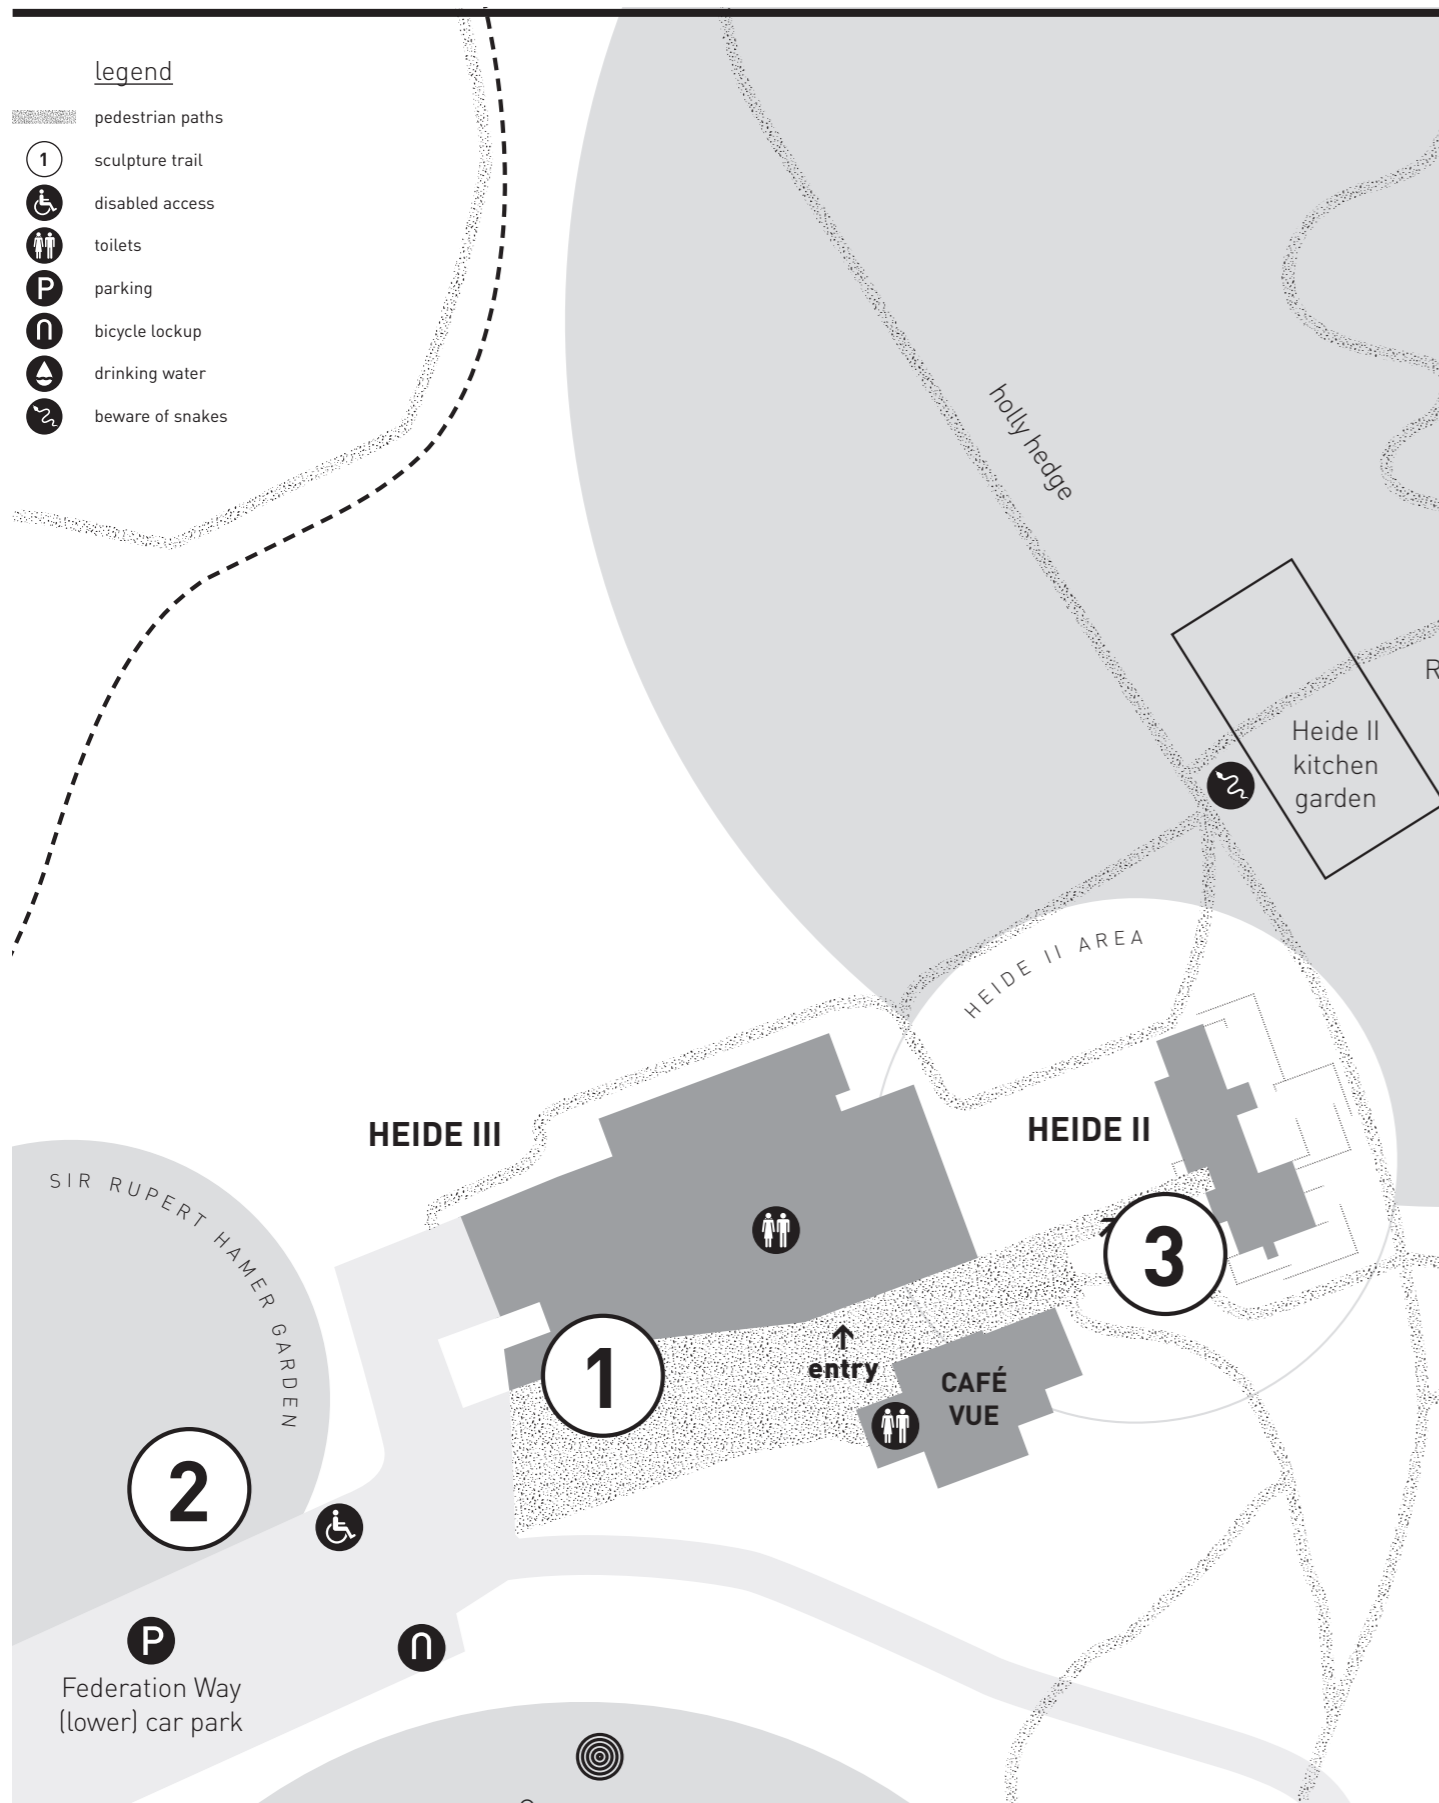 legend
pedestrian paths
1
sculpture trail
disabled access
toilets
P
parking
bicycle lockup
drinking water
beware of snakes
holly hedge
R
Heide II
kitchen
garden
HEIDE II AREA
HEIDE III
HEIDE II
SIR RUPERT HAMER GARDEN
3
1
entry
CAFÉ
VUE
2
P
Federation Way
(lower) car park